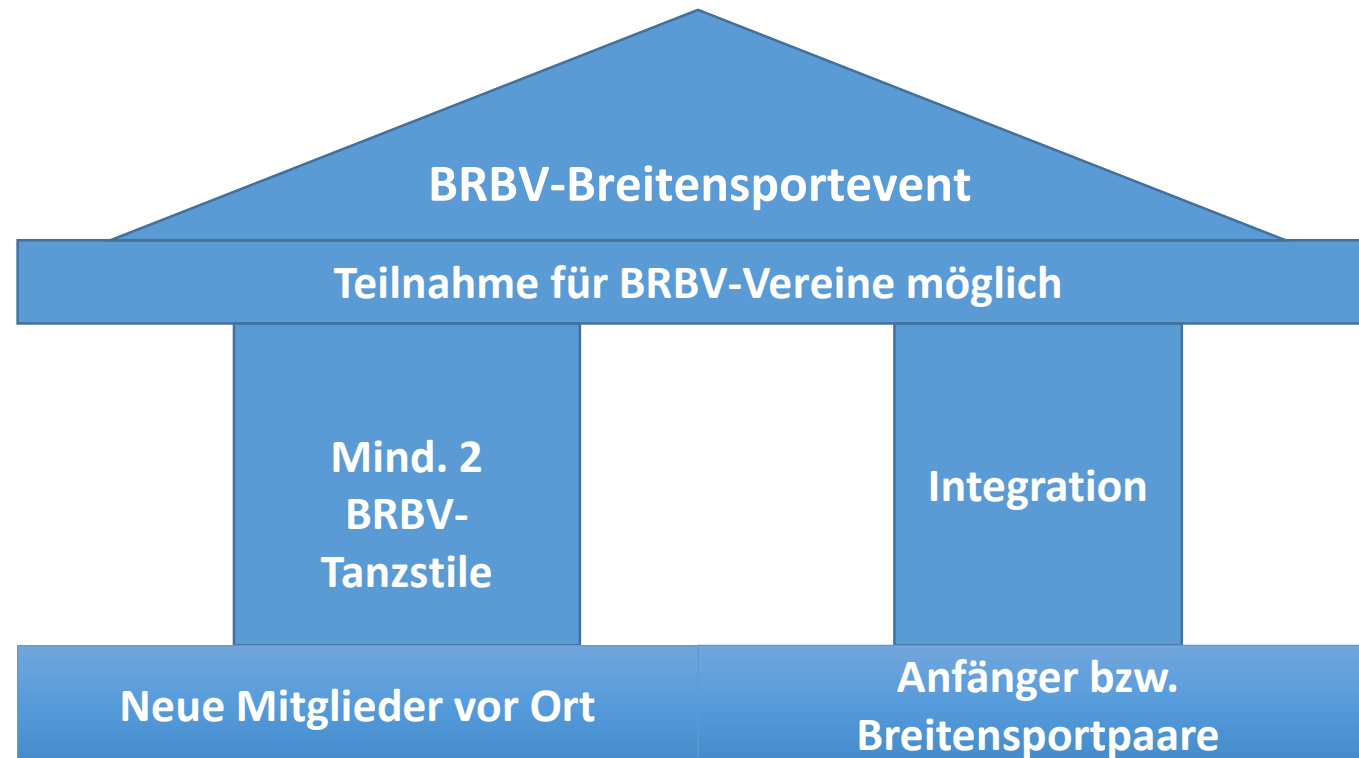 BRBV-Breitensportevent
Teilnahme für BRBV-Vereine möglich
Mind. 2
BRBV-
Tanzstile
Integration
Neue Mitglieder vor Ort
Anfänger bzw.
Breitensportpaare